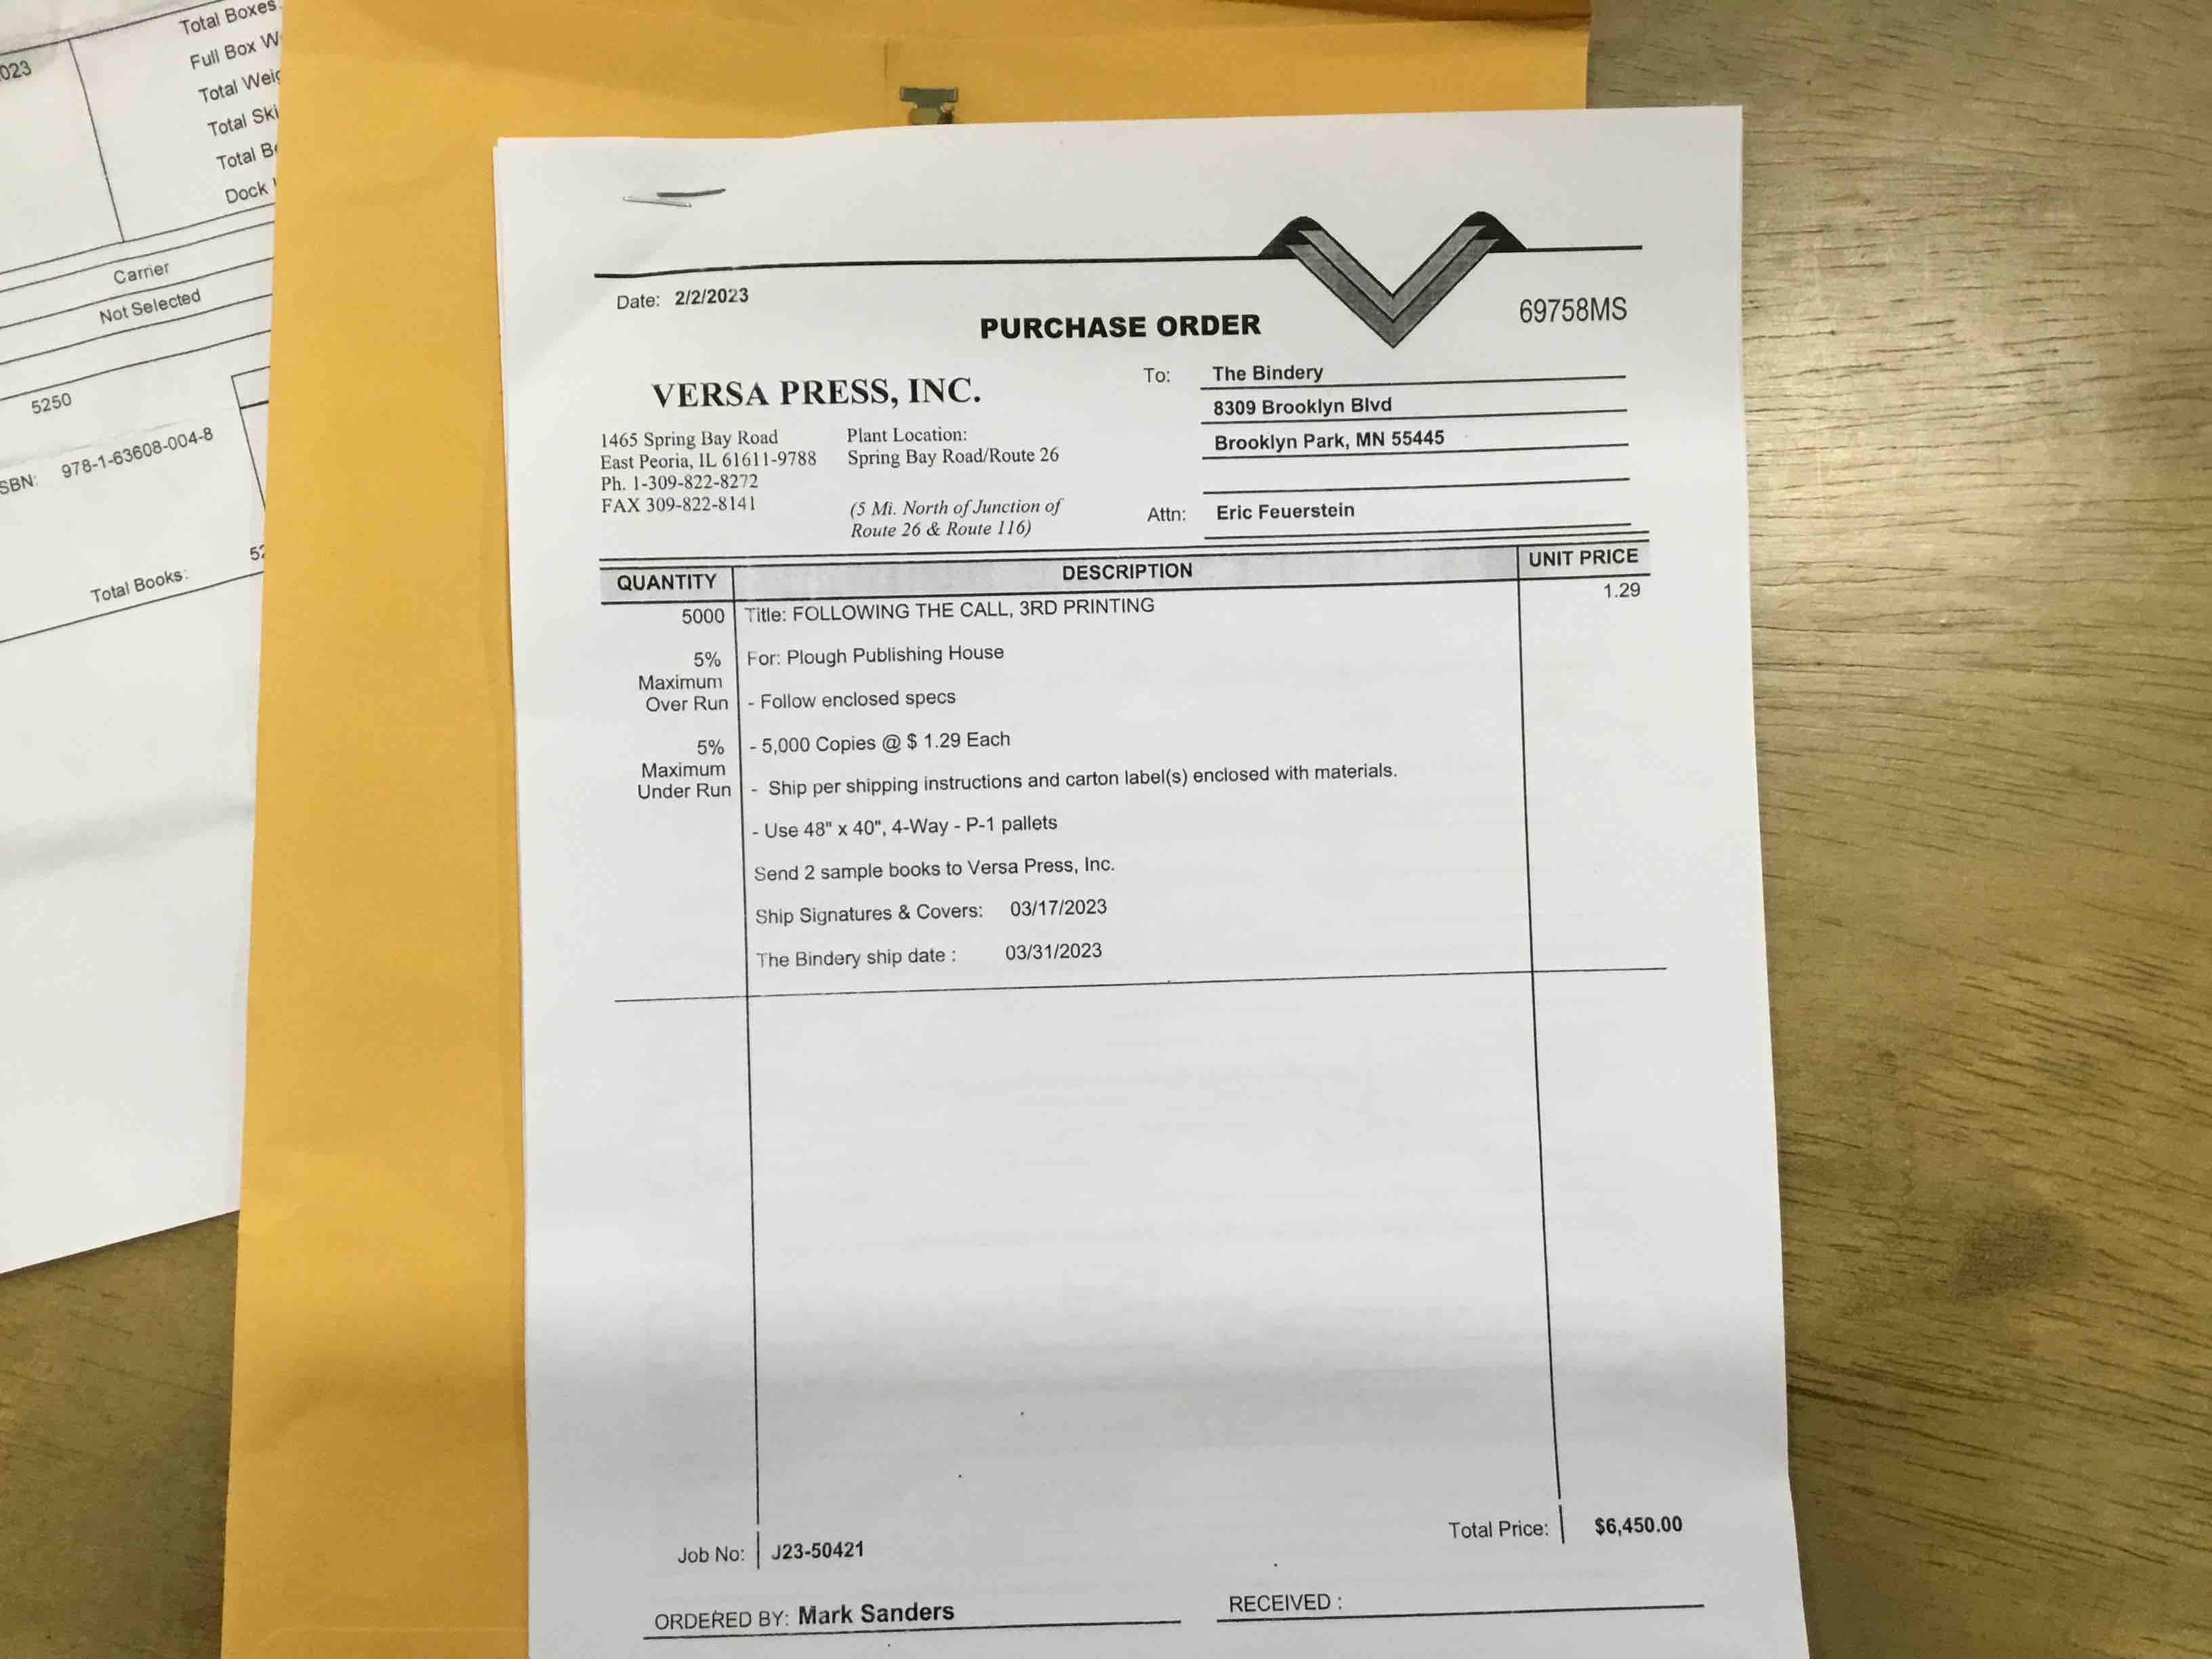 Total Boxes
Full Box
Total
Total
Total
Dock
Carrier
Not Selected
5250
978-1-63608-004-8
Total Books:
Date: 2/2/2023
PURCHASE ORDER
69758MS
VERSA PRESS, INC.
1465 Spring Bay Road
East Peoria, IL 61611-9788
Ph. 1-309-822-8272
FAX 309-822-8141
Plant Location:
Spring Bay Road/Route 26
(5 Mi. North of Junction of
Route 26 & Route 116)
To: The Bindery
8309 Brooklyn Blvd
Brooklyn Park, MN 55445
Attn: Eric Feuerstein
QUANTITY DESCRIPTION UNIT PRICE
5000 Title: FOLLOWING THE CALL, 3RD PRINTING 1.29
5% For: Plough Publishing House
Maximum
Over Run - Follow enclosed specs
5% - 5,000 Copies @ $ 1.29 Each
Maximum
Under Run - Ship per shipping instructions and carton label(s) enclosed with materials.
- Use 48" x 40", 4-Way - P-1 pallets
Send 2 sample books to Versa Press, Inc.
Ship Signatures & Covers: 03/17/2023
The Bindery ship date : 03/31/2023
Total Price: $6,450.00
Job No: J23-50421
ORDERED BY: Mark Sanders
RECEIVED :